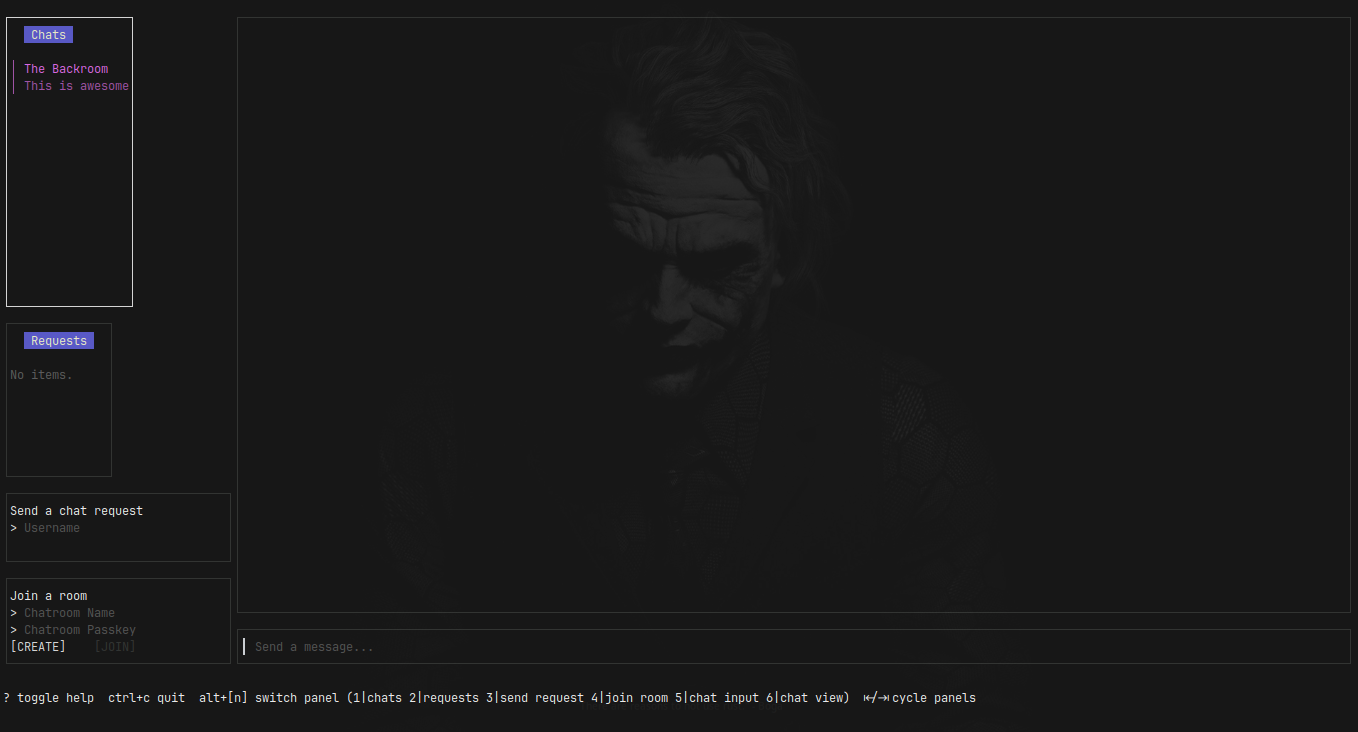 Chats
The Backroom
This is awesome
Requests
No items.
Send a chat request
> Username
Join a room
> Chatroom Name
> Chatroom Passkey
[CREATE] [JOIN]
Send a message...
? toggle help ctrl+c quit alt+[n] switch panel (1|chats 2|requests 3|send request 4|join room 5|chat input 6|chat view) ⇤/⇥ cycle panels